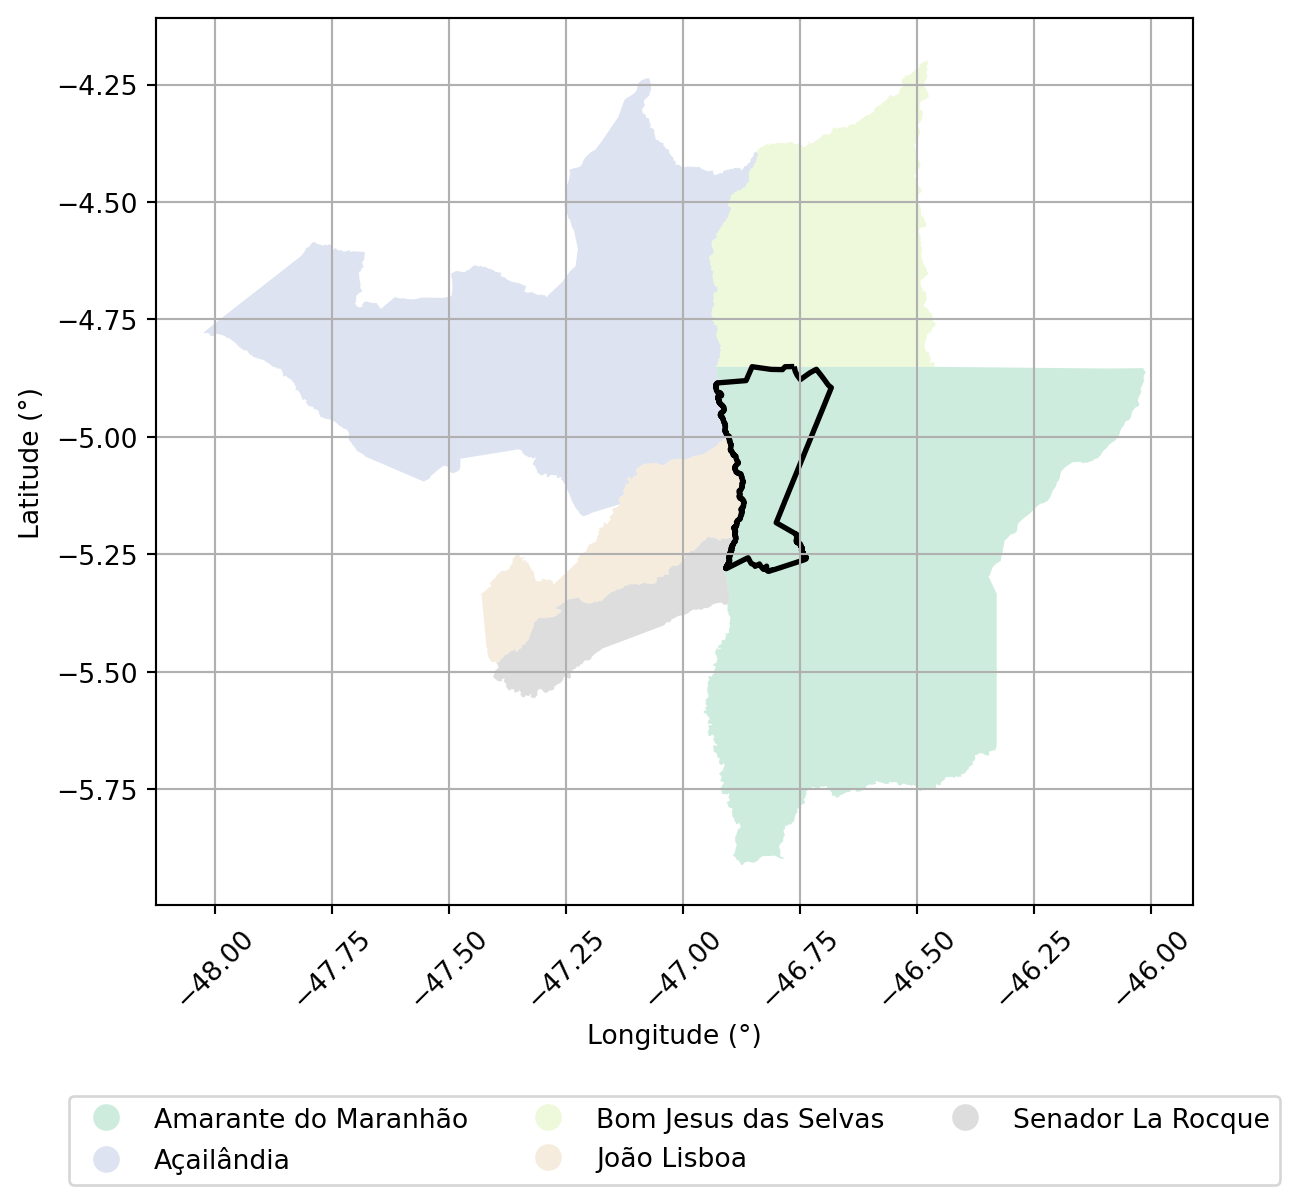 −4.25
−4.50
−4.75
−5.00
−5.25
−5.50
−5.75
Latitude (°)
−48.00
−47.75
−47.50
−47.25
−47.00
−46.75
−46.50
−46.25
−46.00
Longitude (°)
Amarante do Maranhão
Açailândia
Bom Jesus das Selvas
João Lisboa
Senador La Rocque